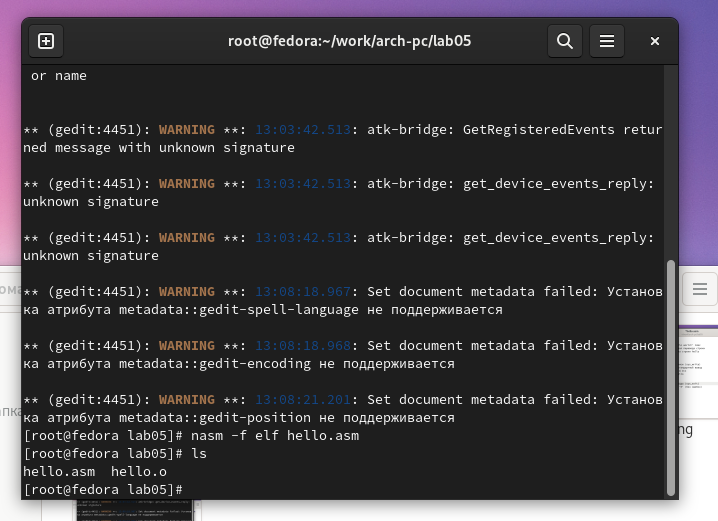 root@fedora:~/work/arch-pc/lab05
or name
** (gedit:4451): WARNING **: 13:03:42.513: atk-bridge: GetRegisteredEvents retur
ned message with unknown signature
** (gedit:4451): WARNING **: 13:03:42.513: atk-bridge: get_device_events_reply:
unknown signature
** (gedit:4451): WARNING **: 13:03:42.513: atk-bridge: get_device_events_reply:
unknown signature
** (gedit:4451): WARNING **: 13:08:18.967: Set document metadata failed: Установ
ка атрибута metadata::gedit-spell-language не поддерживается
** (gedit:4451): WARNING **: 13:08:18.968: Set document metadata failed: Установ
ка атрибута metadata::gedit-encoding не поддерживается
** (gedit:4451): WARNING **: 13:08:21.201: Set document metadata failed: Установ
ка атрибута metadata::gedit-position не поддерживается
[root@fedora lab05]# nasm -f elf hello.asm
[root@fedora lab05]# ls
hello.asm  hello.o
[root@fedora lab05]#